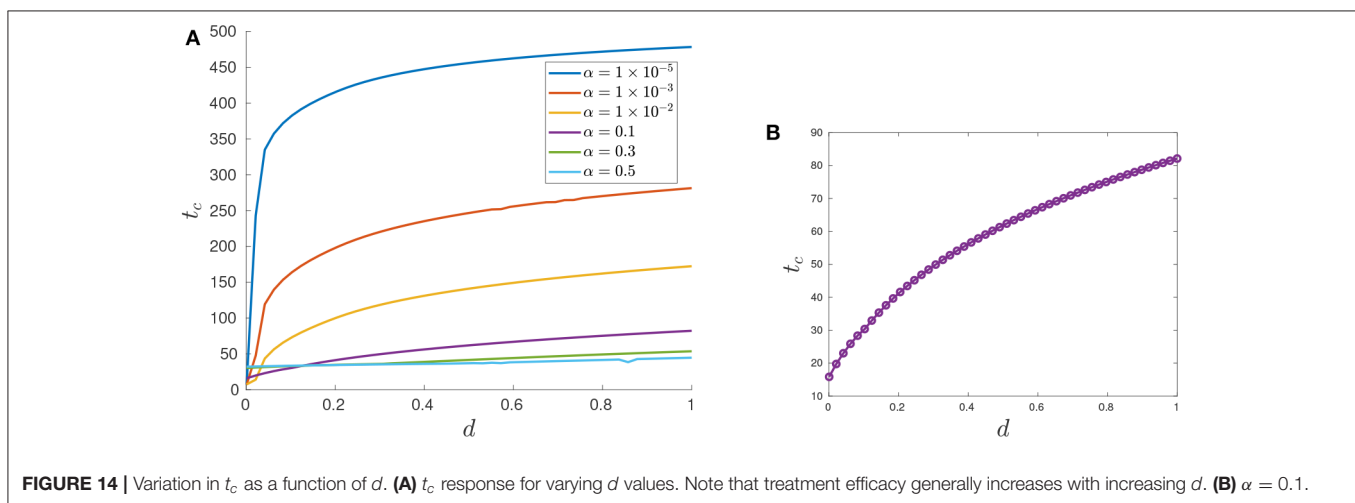 A
500
450
400
350
300
250
200
150
100
50
0
t_c
0 0.2 0.4 0.6 0.8 1
d
α = 1 × 10⁻⁵
α = 1 × 10⁻³
α = 1 × 10⁻²
α = 0.1
α = 0.3
α = 0.5
B
90
80
70
60
50
40
30
20
10
t_c
0 0.2 0.4 0.6 0.8 1
d
FIGURE 14 | Variation in t_c as a function of d. (A) t_c response for varying d values. Note that treatment efficacy generally increases with increasing d. (B) α = 0.1.